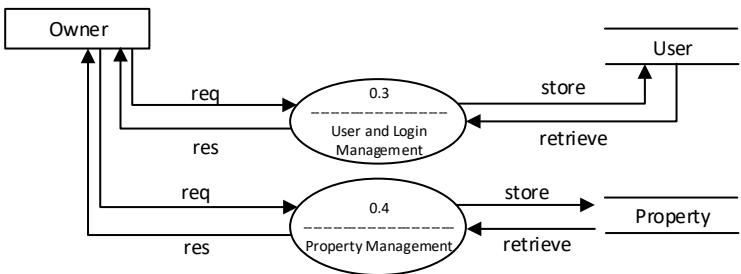 Owner
User
req
0.3
store
User and Login
Management
res
retrieve
req
0.4
store
Property
Property Management
res
retrieve